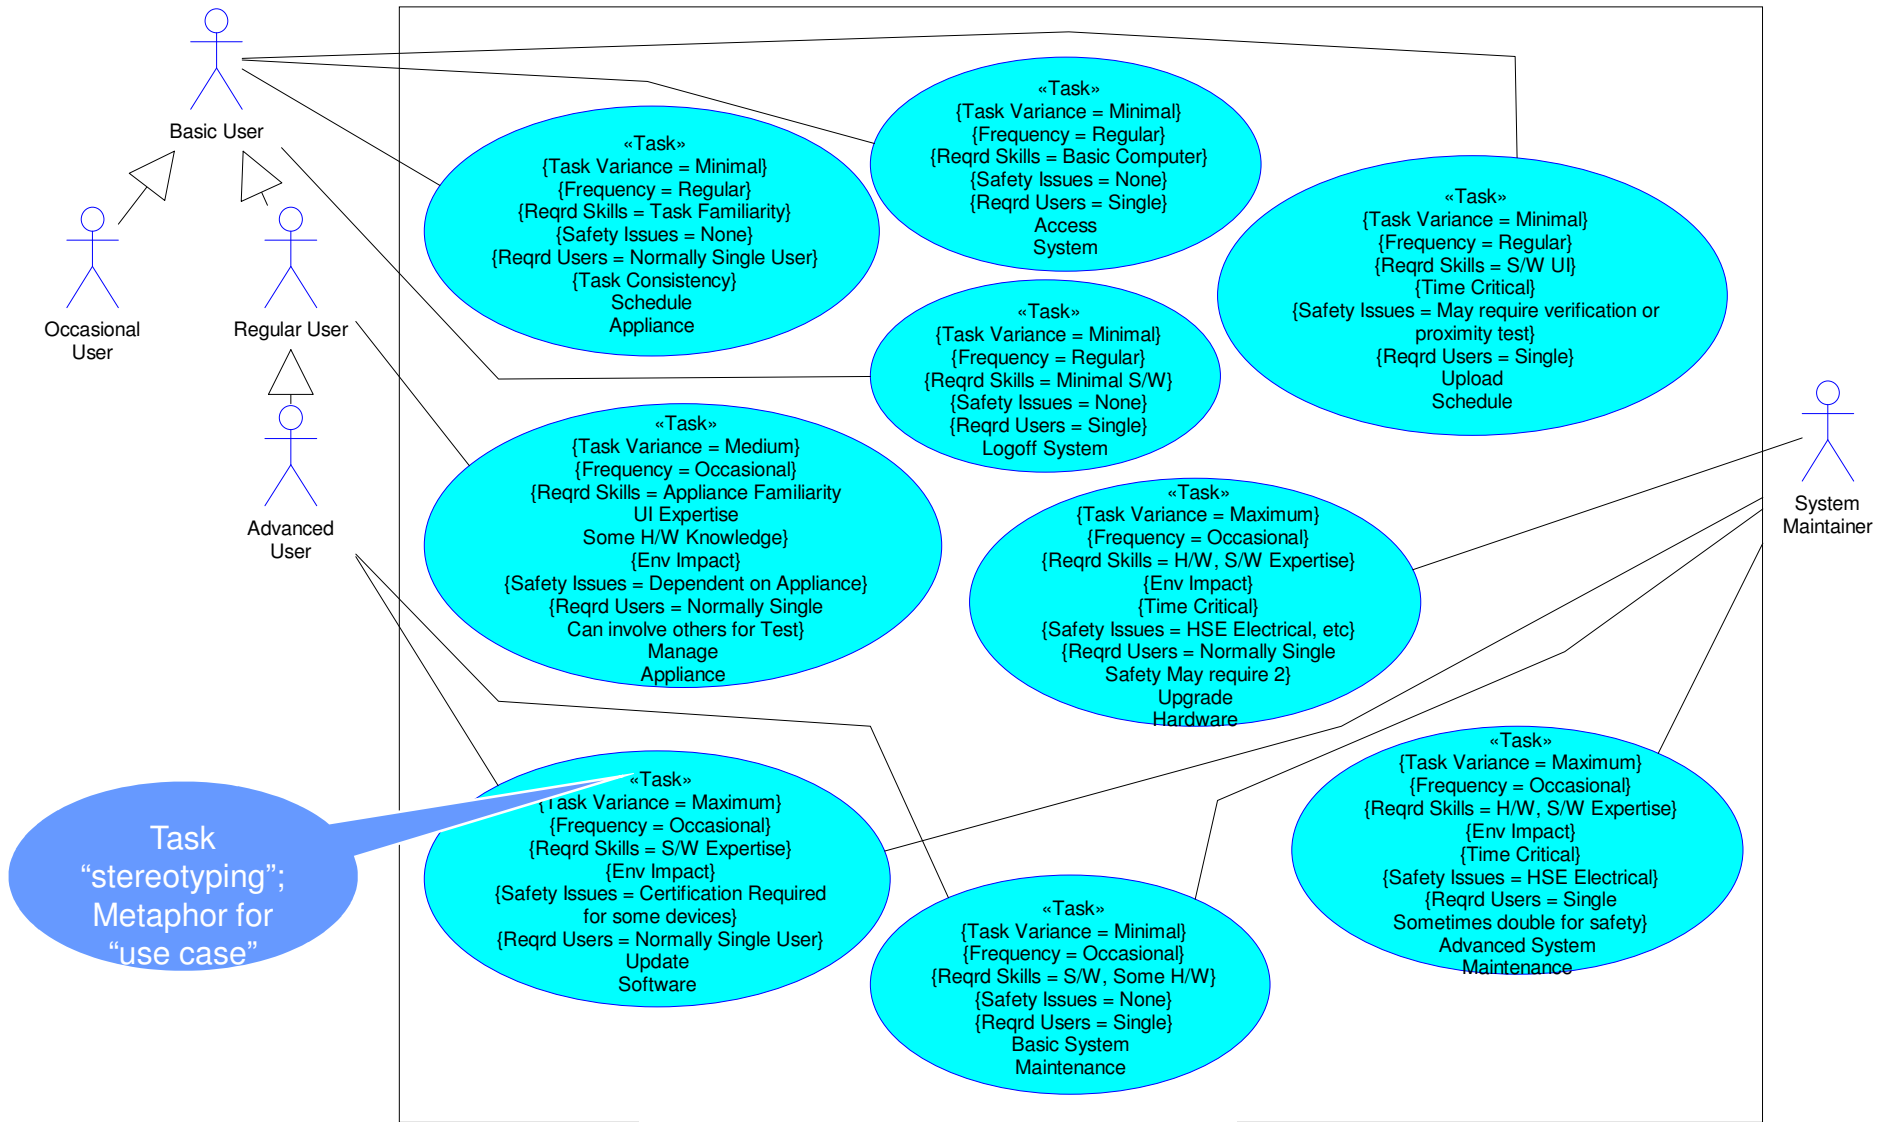 Basic User
Occasional
User
Regular User
Advanced
User
«Task»
{Task Variance = Minimal}
{Frequency = Regular}
{Reqrd Skills = Task Familiarity}
{Safety Issues = None}
{Reqrd Users = Normally Single User}
{Task Consistency}
Schedule
Appliance
«Task»
{Task Variance = Minimal}
{Frequency = Regular}
{Reqrd Skills = Basic Computer}
{Safety Issues = None}
{Reqrd Users = Single}
Access
System
«Task»
{Task Variance = Minimal}
{Frequency = Regular}
{Reqrd Skills = S/W UI}
{Time Critical}
{Safety Issues = May require verification or
proximity test}
{Reqrd Users = Single}
Upload
Schedule
«Task»
{Task Variance = Minimal}
{Frequency = Regular}
{Reqrd Skills = Minimal S/W}
{Safety Issues = None}
{Reqrd Users = Single}
Logoff System
«Task»
{Task Variance = Medium}
{Frequency = Occasional}
{Reqrd Skills = Appliance Familiarity
UI Expertise
Some H/W Knowledge}
{Env Impact}
{Safety Issues = Dependent on Appliance}
{Reqrd Users = Normally Single
Can involve others for Test}
Manage
Appliance
«Task»
{Task Variance = Maximum}
{Frequency = Occasional}
{Reqrd Skills = H/W, S/W Expertise}
{Env Impact}
{Time Critical}
{Safety Issues = HSE Electrical, etc}
{Reqrd Users = Normally Single
Safety May require 2}
Upgrade
Hardware
System
Maintainer
Task
“stereotyping”;
Metaphor for
“use case”
«Task»
{Task Variance = Maximum}
{Frequency = Occasional}
{Reqrd Skills = S/W Expertise}
{Env Impact}
{Safety Issues = Certification Required
for some devices}
{Reqrd Users = Normally Single User}
Update
Software
«Task»
{Task Variance = Minimal}
{Frequency = Occasional}
{Reqrd Skills = S/W, Some H/W}
{Safety Issues = None}
{Reqrd Users = Single}
Basic System
Maintenance
«Task»
{Task Variance = Maximum}
{Frequency = Occasional}
{Reqrd Skills = H/W, S/W Expertise}
{Env Impact}
{Time Critical}
{Safety Issues = HSE Electrical}
{Reqrd Users = Single
Sometimes double for safety}
Advanced System
Maintenance